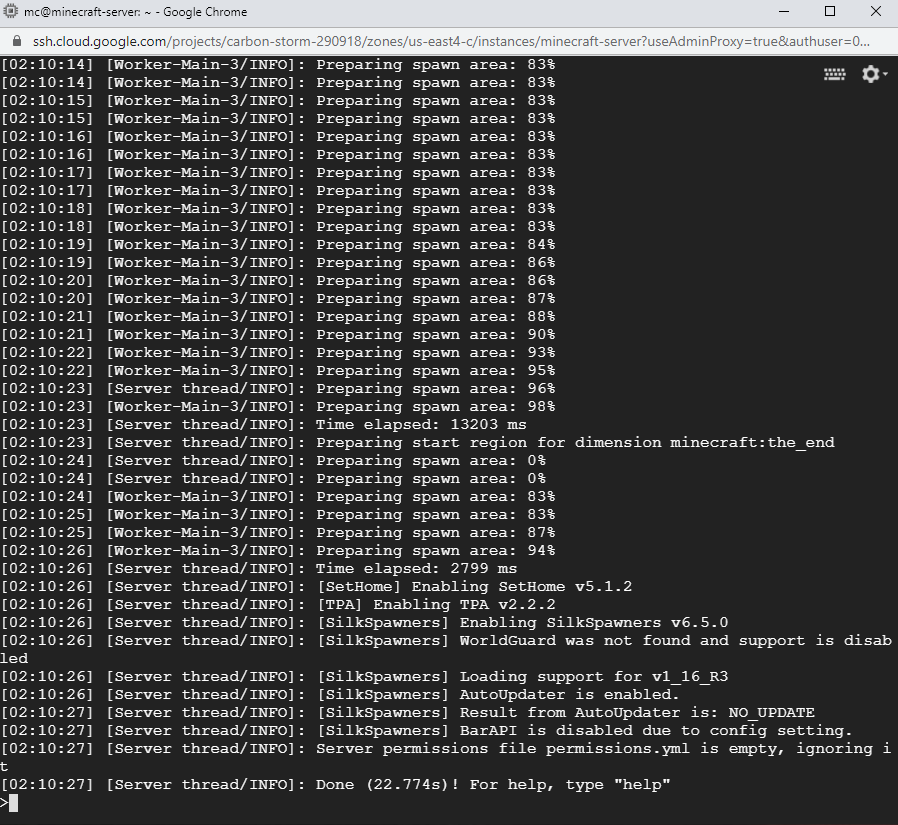 mc@minecraft-server: ~ - Google Chrome
ssh.cloud.google.com/projects/carbon-storm-290918/zones/us-east4-c/instances/minecraft-server?useAdminProxy=true&authuser=0...
[02:10:14] [Worker-Main-3/INFO]: Preparing spawn area: 83%
[02:10:14] [Worker-Main-3/INFO]: Preparing spawn area: 83%
[02:10:15] [Worker-Main-3/INFO]: Preparing spawn area: 83%
[02:10:15] [Worker-Main-3/INFO]: Preparing spawn area: 83%
[02:10:16] [Worker-Main-3/INFO]: Preparing spawn area: 83%
[02:10:16] [Worker-Main-3/INFO]: Preparing spawn area: 83%
[02:10:17] [Worker-Main-3/INFO]: Preparing spawn area: 83%
[02:10:17] [Worker-Main-3/INFO]: Preparing spawn area: 83%
[02:10:18] [Worker-Main-3/INFO]: Preparing spawn area: 83%
[02:10:18] [Worker-Main-3/INFO]: Preparing spawn area: 83%
[02:10:19] [Worker-Main-3/INFO]: Preparing spawn area: 84%
[02:10:19] [Worker-Main-3/INFO]: Preparing spawn area: 86%
[02:10:20] [Worker-Main-3/INFO]: Preparing spawn area: 86%
[02:10:20] [Worker-Main-3/INFO]: Preparing spawn area: 87%
[02:10:21] [Worker-Main-3/INFO]: Preparing spawn area: 88%
[02:10:21] [Worker-Main-3/INFO]: Preparing spawn area: 90%
[02:10:22] [Worker-Main-3/INFO]: Preparing spawn area: 93%
[02:10:22] [Worker-Main-3/INFO]: Preparing spawn area: 95%
[02:10:23] [Server thread/INFO]: Preparing spawn area: 96%
[02:10:23] [Worker-Main-3/INFO]: Preparing spawn area: 98%
[02:10:23] [Server thread/INFO]: Time elapsed: 13203 ms
[02:10:23] [Server thread/INFO]: Preparing start region for dimension minecraft:the_end
[02:10:24] [Server thread/INFO]: Preparing spawn area: 0%
[02:10:24] [Server thread/INFO]: Preparing spawn area: 0%
[02:10:24] [Worker-Main-3/INFO]: Preparing spawn area: 83%
[02:10:25] [Worker-Main-3/INFO]: Preparing spawn area: 83%
[02:10:25] [Worker-Main-3/INFO]: Preparing spawn area: 87%
[02:10:26] [Worker-Main-3/INFO]: Preparing spawn area: 94%
[02:10:26] [Server thread/INFO]: Time elapsed: 2799 ms
[02:10:26] [Server thread/INFO]: [SetHome] Enabling SetHome v5.1.2
[02:10:26] [Server thread/INFO]: [TPA] Enabling TPA v2.2.2
[02:10:26] [Server thread/INFO]: [SilkSpawners] Enabling SilkSpawners v6.5.0
[02:10:26] [Server thread/INFO]: [SilkSpawners] WorldGuard was not found and support is disab
led
[02:10:26] [Server thread/INFO]: [SilkSpawners] Loading support for v1_16_R3
[02:10:26] [Server thread/INFO]: [SilkSpawners] AutoUpdater is enabled.
[02:10:27] [Server thread/INFO]: [SilkSpawners] Result from AutoUpdater is: NO_UPDATE
[02:10:27] [Server thread/INFO]: [SilkSpawners] BarAPI is disabled due to config setting.
[02:10:27] [Server thread/INFO]: Server permissions file permissions.yml is empty, ignoring i
t
[02:10:27] [Server thread/INFO]: Done (22.774s)! For help, type "help"
>